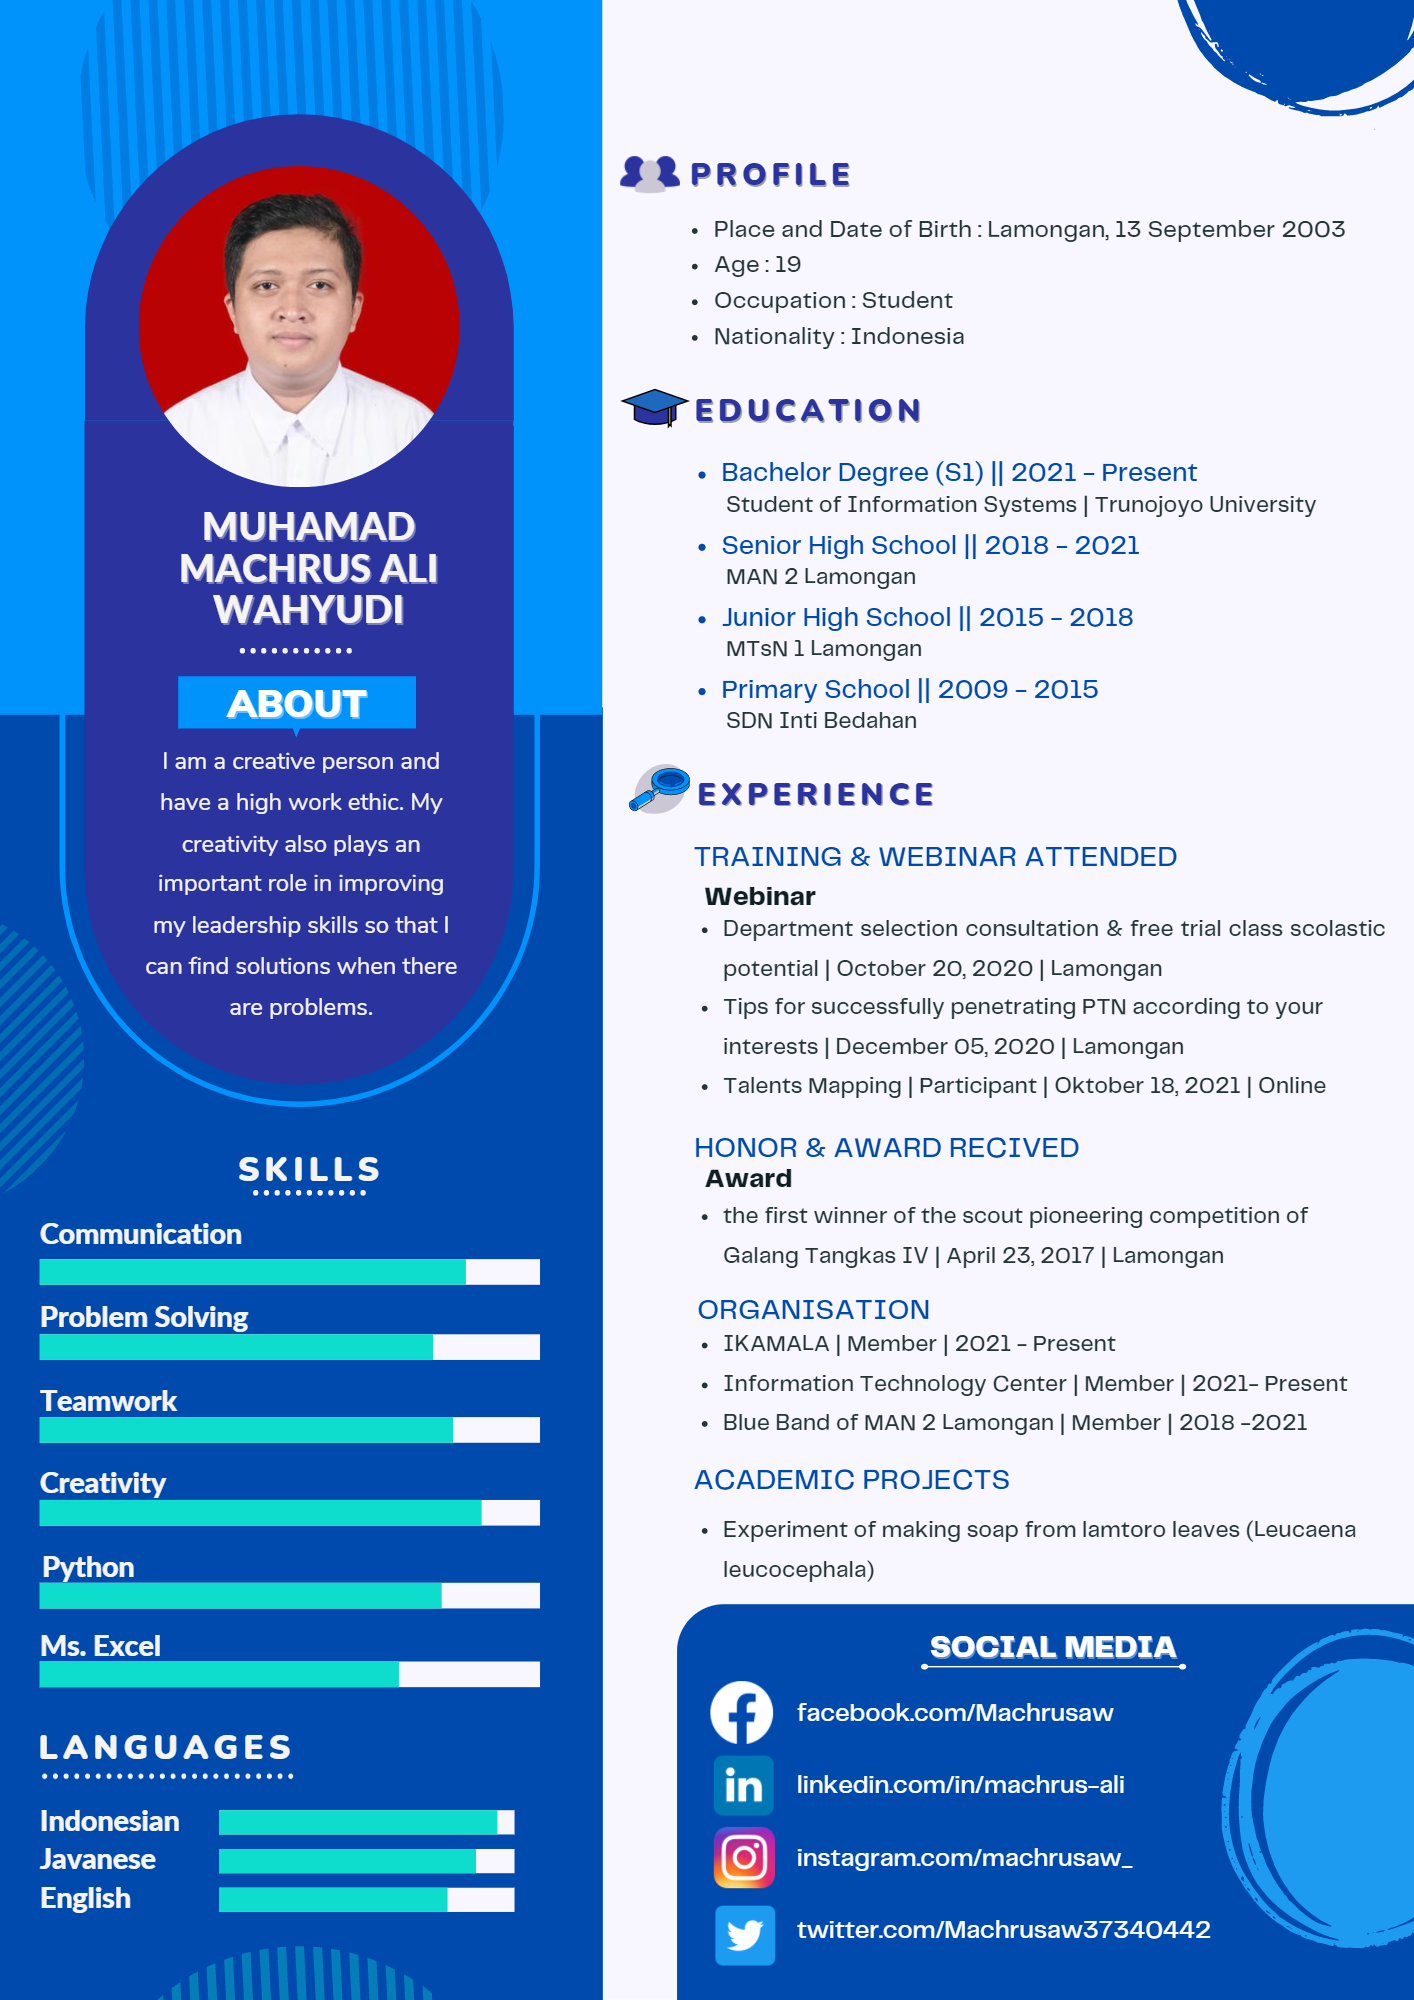 MUHAMAD
MACHRUS ALI
WAHYUDI
ABOUT
I am a creative person and
have a high work ethic. My
creativity also plays an
important role in improving
my leadership skills so that I
can find solutions when there
are problems.
SKILLS
Communication
Problem Solving
Teamwork
Creativity
Python
Ms. Excel
LANGUAGES
Indonesian
Javanese
English
PROFILE
• Place and Date of Birth : Lamongan, 13 September 2003
• Age : 19
• Occupation : Student
• Nationality : Indonesia
EDUCATION
• Bachelor Degree (S1) || 2021 - Present
Student of Information Systems | Trunojoyo University
• Senior High School || 2018 - 2021
MAN 2 Lamongan
• Junior High School || 2015 - 2018
MTsN 1 Lamongan
• Primary School || 2009 - 2015
SDN Inti Bedahan
EXPERIENCE
TRAINING & WEBINAR ATTENDED
Webinar
• Department selection consultation & free trial class scolastic
potential | October 20, 2020 | Lamongan
• Tips for successfully penetrating PTN according to your
interests | December 05, 2020 | Lamongan
• Talents Mapping | Participant | Oktober 18, 2021 | Online
HONOR & AWARD RECIVED
Award
• the first winner of the scout pioneering competition of
Galang Tangkas IV | April 23, 2017 | Lamongan
ORGANISATION
• IKAMALA | Member | 2021 - Present
• Information Technology Center | Member | 2021- Present
• Blue Band of MAN 2 Lamongan | Member | 2018 -2021
ACADEMIC PROJECTS
• Experiment of making soap from lamtoro leaves (Leucaena
leucocephala)
SOCIAL MEDIA
facebook.com/Machrusaw
in
linkedin.com/in/machrus-ali
instagram.com/machrusaw_
twitter.com/Machrusaw37340442